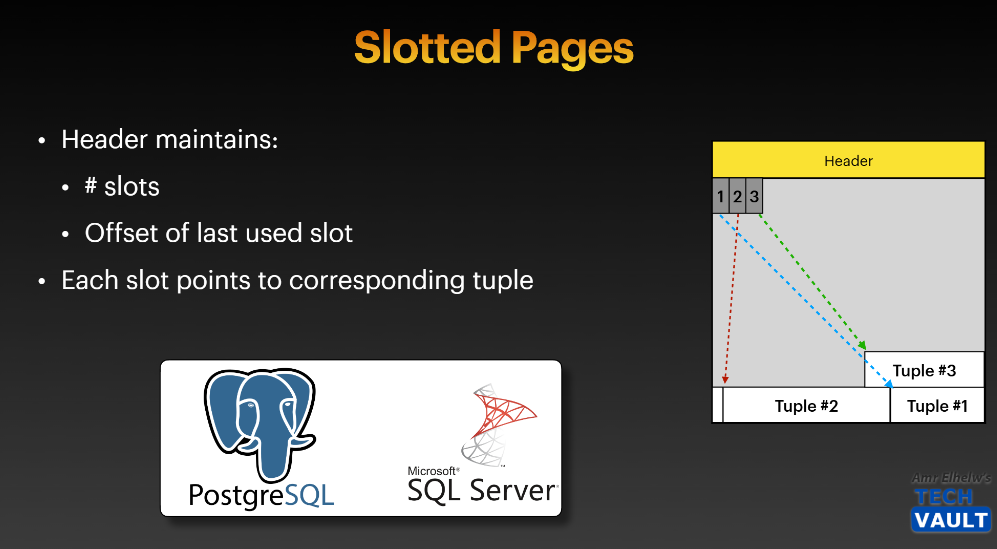 Slotted Pages
• Header maintains:
• # slots
• Offset of last used slot
• Each slot points to corresponding tuple
Header
1 2 3
Tuple #3
Tuple #2
Tuple #1
PostgreSQL
Microsoft®
SQL Server
Amr Elhelw's
TECH
VAULT